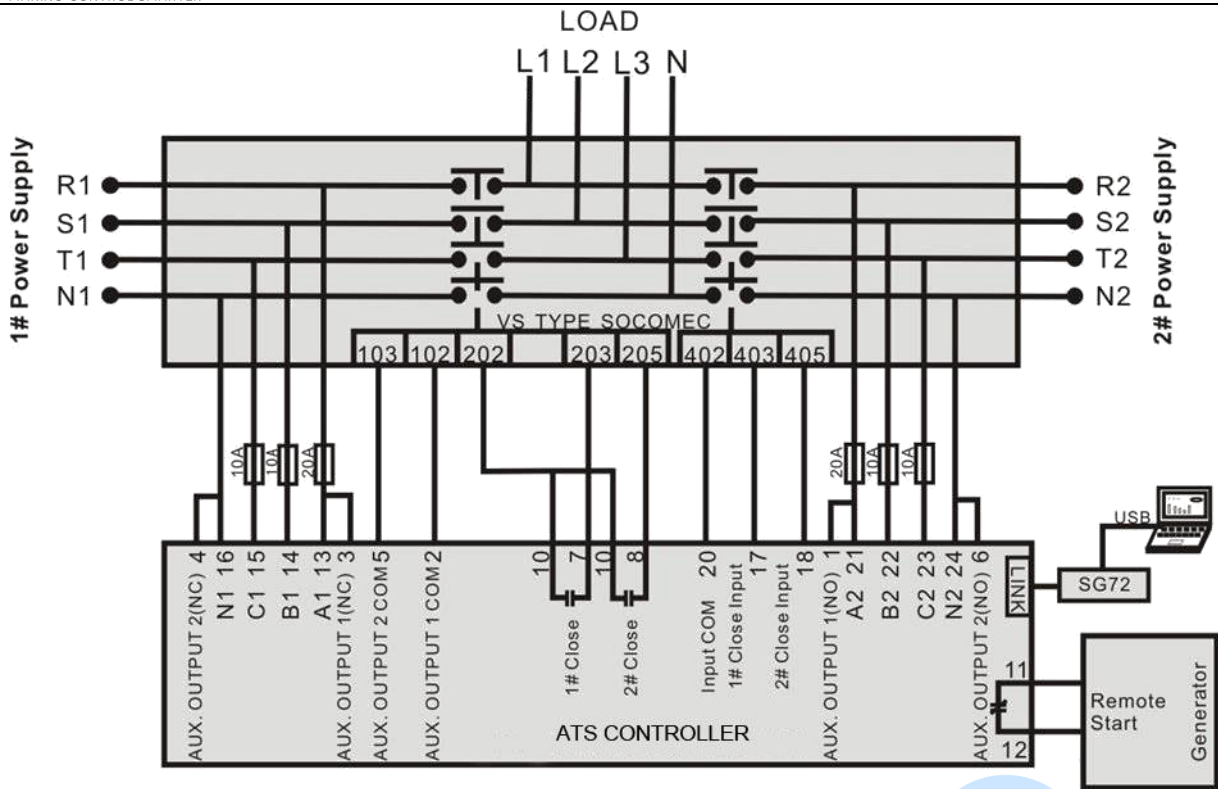 LOAD
L1 L2 L3 N
1# Power Supply
R1
S1
T1
N1
R2
S2
T2
N2
2# Power Supply
VS TYPE SOCOMEC
103 102 202 203 205 402 403 405
10A
10A
20A
20A
10A
10A
AUX. OUTPUT 2(NC) 4
N1 16
C1 15
B1 14
A1 13
AUX. OUTPUT 1(NC) 3
AUX. OUTPUT 2 COM 5
AUX. OUTPUT 1 COM 2
10
7
1# Close
10
8
2# Close
Input COM 20
1# Close Input 17
2# Close Input 18
AUX. OUTPUT 1(NO) 1
A2 21
B2 22
C2 23
N2 24
AUX. OUTPUT 2(NO) 6
LINK
USB
SG72
11
12
Remote
Start
Generator
ATS CONTROLLER